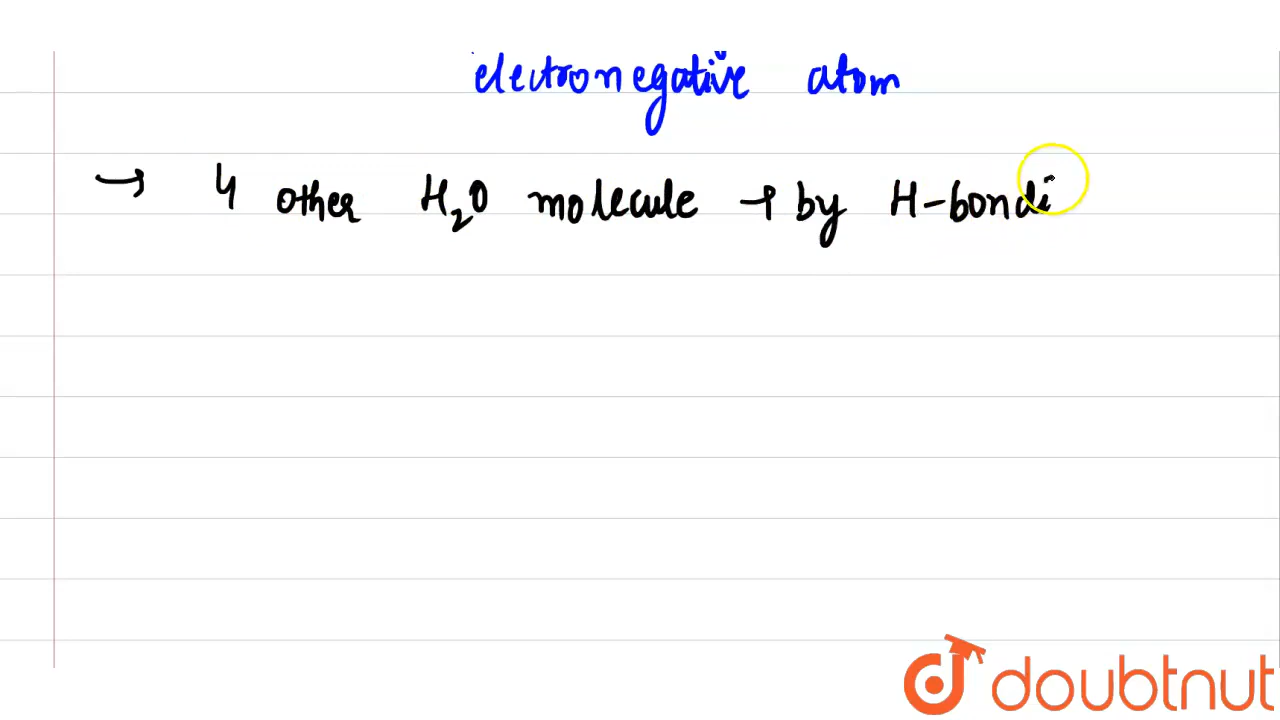 electronegative atom
→ 4 other H₂O molecule → by H-bondi
doubtnut